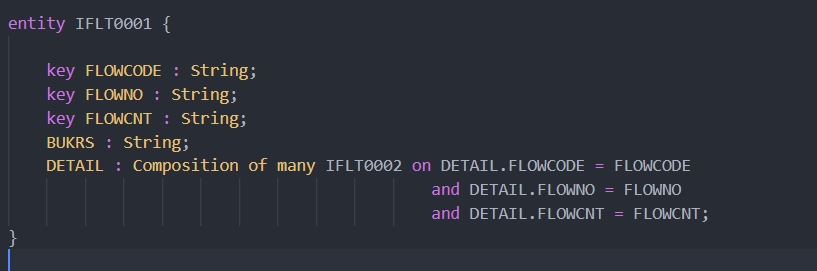 entity IFLT0001 {
key FLOWCODE : String;
key FLOWNO : String;
key FLOWCNT : String;
BUKRS : String;
DETAIL : Composition of many IFLT0002 on DETAIL.FLOWCODE = FLOWCODE
and DETAIL.FLOWNO = FLOWNO
and DETAIL.FLOWCNT = FLOWCNT;
}